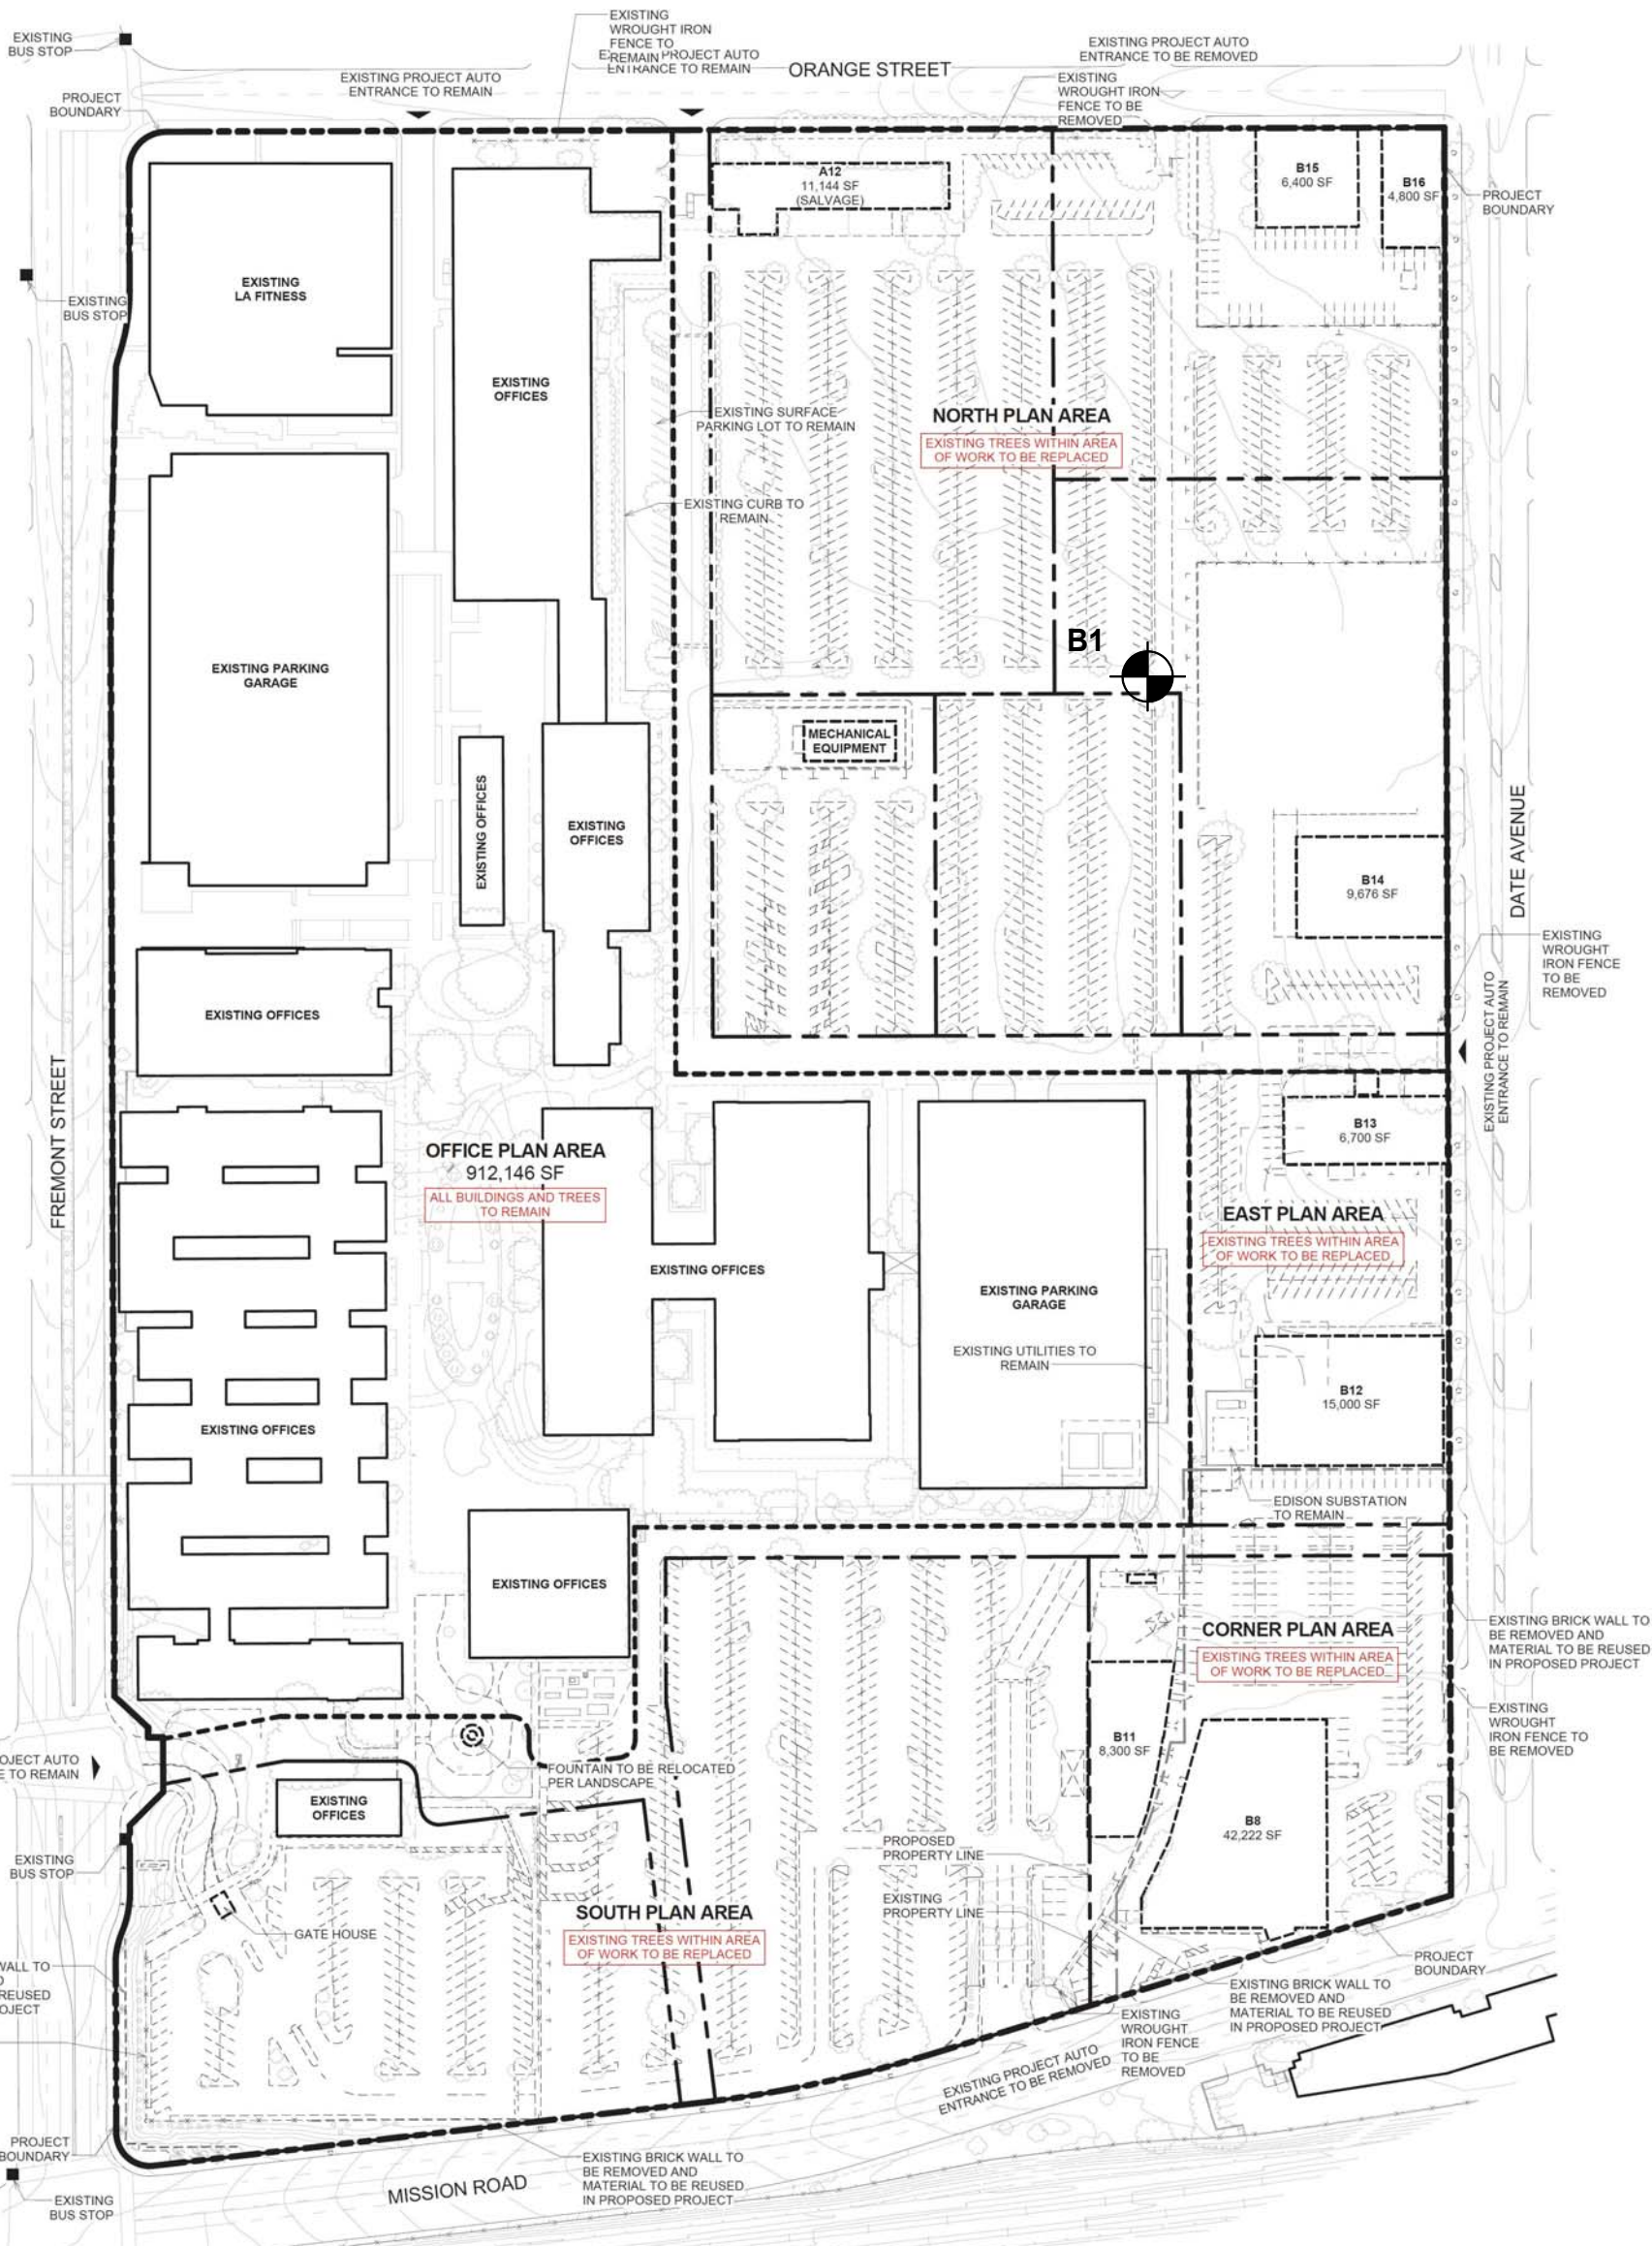 EXISTING
BUS STOP
EXISTING
WROUGHT IRON
FENCE TO
REMAIN
EXISTING PROJECT AUTO
ENTRANCE TO REMAIN
EXISTING PROJECT AUTO
ENTRANCE TO REMAIN
ORANGE STREET
EXISTING PROJECT AUTO
ENTRANCE TO BE REMOVED
EXISTING
WROUGHT IRON
FENCE TO BE
REMOVED
PROJECT
BOUNDARY
A12
11,144 SF
(SALVAGE)
B15
6,400 SF
B16
4,800 SF
PROJECT
BOUNDARY
EXISTING
LA FITNESS
EXISTING
BUS STOP
EXISTING
OFFICES
EXISTING SURFACE
PARKING LOT TO REMAIN
NORTH PLAN AREA
EXISTING TREES WITHIN AREA
OF WORK TO BE REPLACED
EXISTING CURB TO
REMAIN
B1
EXISTING PARKING
GARAGE
MECHANICAL
EQUIPMENT
EXISTING OFFICES
EXISTING
OFFICES
B14
9,676 SF
DATE AVENUE
EXISTING
WROUGHT
IRON FENCE
TO BE
REMOVED
EXISTING PROJECT AUTO
ENTRANCE TO REMAIN
EXISTING OFFICES
FREMONT STREET
B13
6,700 SF
OFFICE PLAN AREA
912,146 SF
ALL BUILDINGS AND TREES
TO REMAIN
EAST PLAN AREA
EXISTING TREES WITHIN AREA
OF WORK TO BE REPLACED
EXISTING OFFICES
EXISTING PARKING
GARAGE
EXISTING UTILITIES TO
REMAIN
B12
15,000 SF
EXISTING OFFICES
EDISON SUBSTATION
TO REMAIN
EXISTING OFFICES
CORNER PLAN AREA
EXISTING TREES WITHIN AREA
OF WORK TO BE REPLACED
EXISTING BRICK WALL TO
BE REMOVED AND
MATERIAL TO BE REUSED
IN PROPOSED PROJECT
EXISTING
WROUGHT
IRON FENCE TO
BE REMOVED
B11
8,300 SF
OJECT AUTO
E TO REMAIN
FOUNTAIN TO BE RELOCATED
PER LANDSCAPE
EXISTING
OFFICES
B8
42,222 SF
PROPOSED
PROPERTY LINE
EXISTING
BUS STOP
EXISTING
PROPERTY LINE
SOUTH PLAN AREA
EXISTING TREES WITHIN AREA
OF WORK TO BE REPLACED
GATE HOUSE
WALL TO
REUSED
OJECT
PROJECT
BOUNDARY
EXISTING BRICK WALL TO
BE REMOVED AND
MATERIAL TO BE REUSED
IN PROPOSED PROJECT
EXISTING
WROUGHT
IRON FENCE
TO BE
REMOVED
EXISTING PROJECT AUTO
ENTRANCE TO BE REMOVED
PROJECT
BOUNDARY
EXISTING BRICK WALL TO
BE REMOVED AND
MATERIAL TO BE REUSED
IN PROPOSED PROJECT
MISSION ROAD
EXISTING
BUS STOP